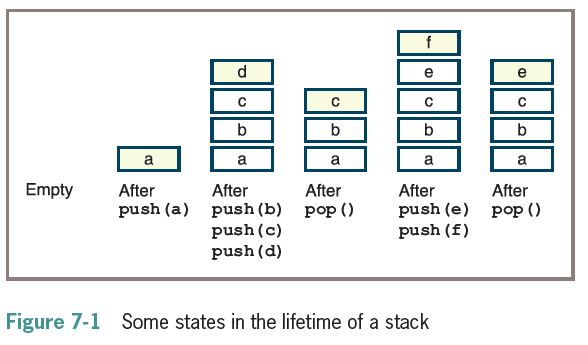 f
d e e
c c c c
b b b b
a a a a a
Empty After After After After After
push(a) push(b) pop() push(e) pop()
push(c) push(f)
push(d)
Figure 7-1 Some states in the lifetime of a stack